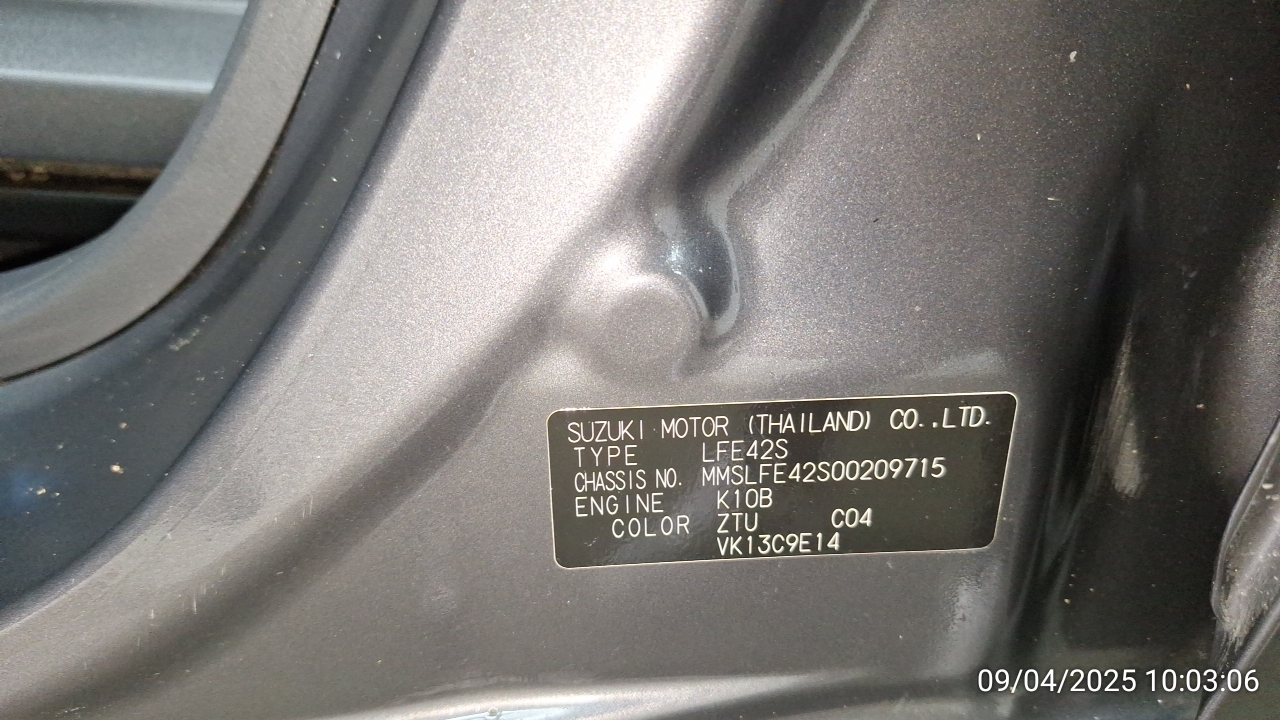 SUZUKI MOTOR (THAILAND) CO.,LTD.
TYPE LFE42S
CHASSIS NO. MMSLFE42S00209715
ENGINE K10B
COLOR ZTU C04
VK13C9E14
09/04/2025 10:03:06